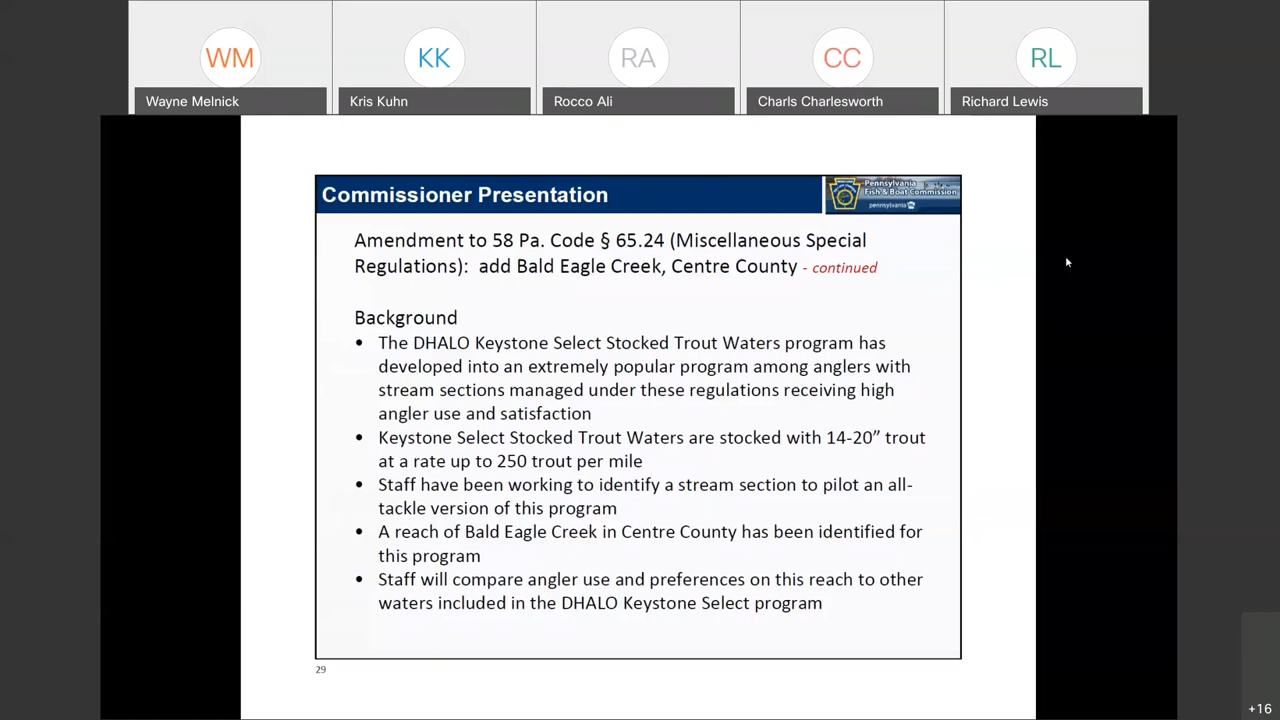 WM
KK
RA
CC
RL
Wayne Melnick
Kris Kuhn
Rocco Ali
Charls Charlesworth
Richard Lewis
Commissioner Presentation
Pennsylvania
Fish & Boat Commission
pennsylvania
Amendment to 58 Pa. Code § 65.24 (Miscellaneous Special
Regulations): add Bald Eagle Creek, Centre County - continued
Background
• The DHALO Keystone Select Stocked Trout Waters program has
developed into an extremely popular program among anglers with
stream sections managed under these regulations receiving high
angler use and satisfaction
• Keystone Select Stocked Trout Waters are stocked with 14-20” trout
at a rate up to 250 trout per mile
• Staff have been working to identify a stream section to pilot an all-
tackle version of this program
• A reach of Bald Eagle Creek in Centre County has been identified for
this program
• Staff will compare angler use and preferences on this reach to other
waters included in the DHALO Keystone Select program
29
+16